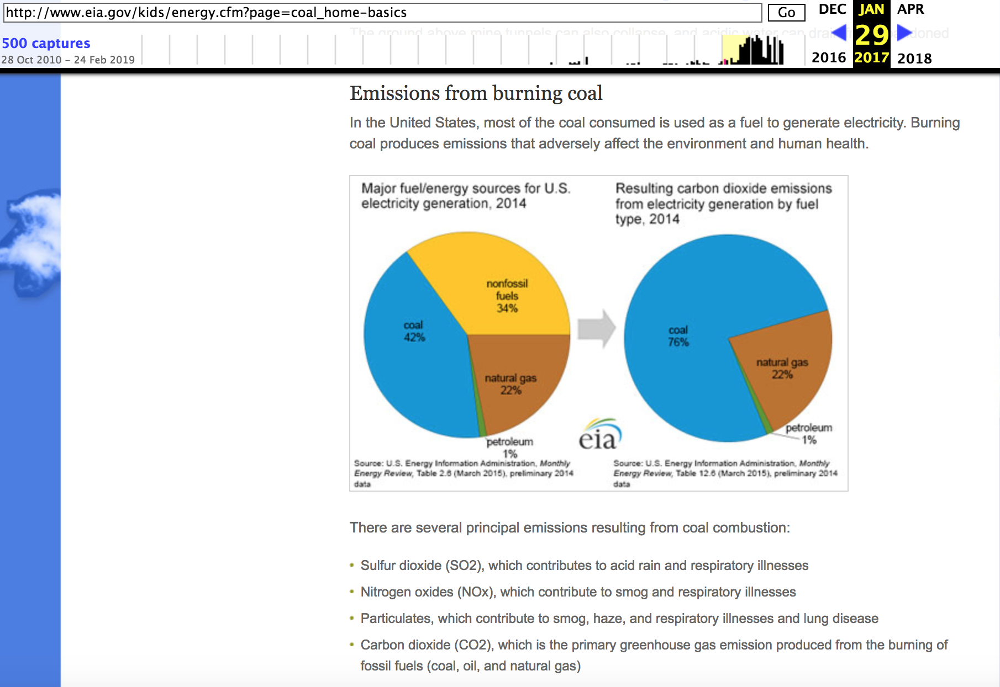 http://www.eia.gov/kids/energy.cfm?page=coal_home-basics
Go
DEC JAN APR
29
2016 2017 2018
500 captures
28 Oct 2010 – 24 Feb 2019
The ground above mine tunnels can also collapse, and acidic water can drain
Emissions from burning coal
In the United States, most of the coal consumed is used as a fuel to generate electricity. Burning
coal produces emissions that adversely affect the environment and human health.
Major fuel/energy sources for U.S.
electricity generation, 2014
nonfossil
fuels
34%
coal
42%
natural gas
22%
petroleum
1%
Source: U.S. Energy Information Administration, Monthly
Energy Review, Table 2.6 (March 2015), preliminary 2014
data
eia
Resulting carbon dioxide emissions
from electricity generation by fuel
type, 2014
coal
76%
natural gas
22%
petroleum
1%
Source: U.S. Energy Information Administration, Monthly
Energy Review, Table 12.6 (March 2015), preliminary 2014
data
There are several principal emissions resulting from coal combustion:
• Sulfur dioxide (SO2), which contributes to acid rain and respiratory illnesses
• Nitrogen oxides (NOx), which contribute to smog and respiratory illnesses
• Particulates, which contribute to smog, haze, and respiratory illnesses and lung disease
• Carbon dioxide (CO2), which is the primary greenhouse gas emission produced from the burning of
fossil fuels (coal, oil, and natural gas)